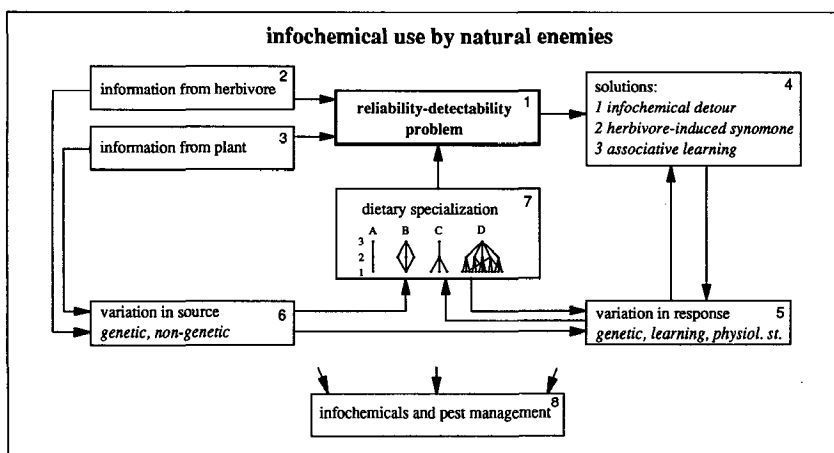 infochemical use by natural enemies
2
information from herbivore
3
information from plant
1
reliability-detectability
problem
4
solutions:
1 infochemical detour
2 herbivore-induced synomone
3 associative learning
7
dietary specialization
A B C D
3
2
1
variation in source 6
genetic, non-genetic
variation in response 5
genetic, learning, physiol. st.
8
infochemicals and pest management